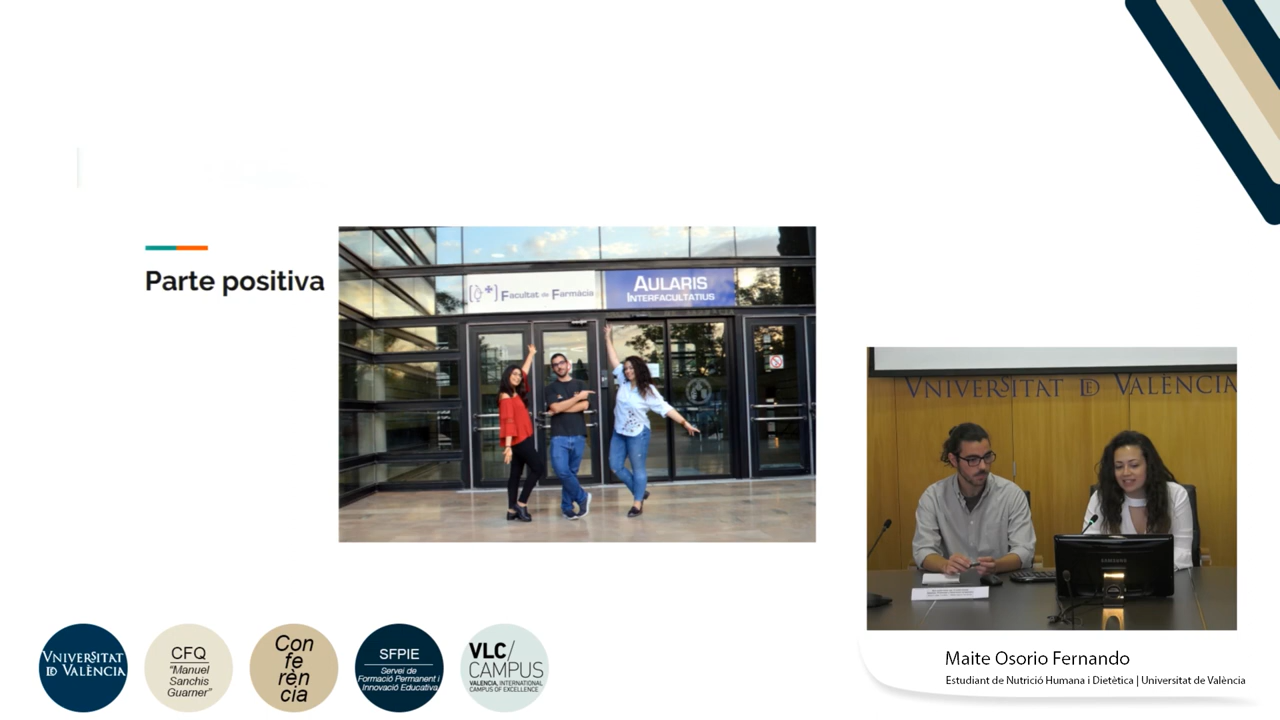 Parte positiva
Facultat de Farmàcia
AULARIS
INTERFACULTATIUS
VNIVERSITAT ID VALÈNCIA
SAMSUNG
VNIVERSITAT
ID VALÈNCIA
CFQ
"Manuel
Sanchis
Guarner"
Con
fe
rèn
cia
SFPIE
Servei de
Formació Permanent i
Innovació Educativa
VLC/
CAMPUS
VALENCIA, INTERNATIONAL
CAMPUS OF EXCELLENCE
Maite Osorio Fernando
Estudiant de Nutrició Humana i Dietètica | Universitat de València